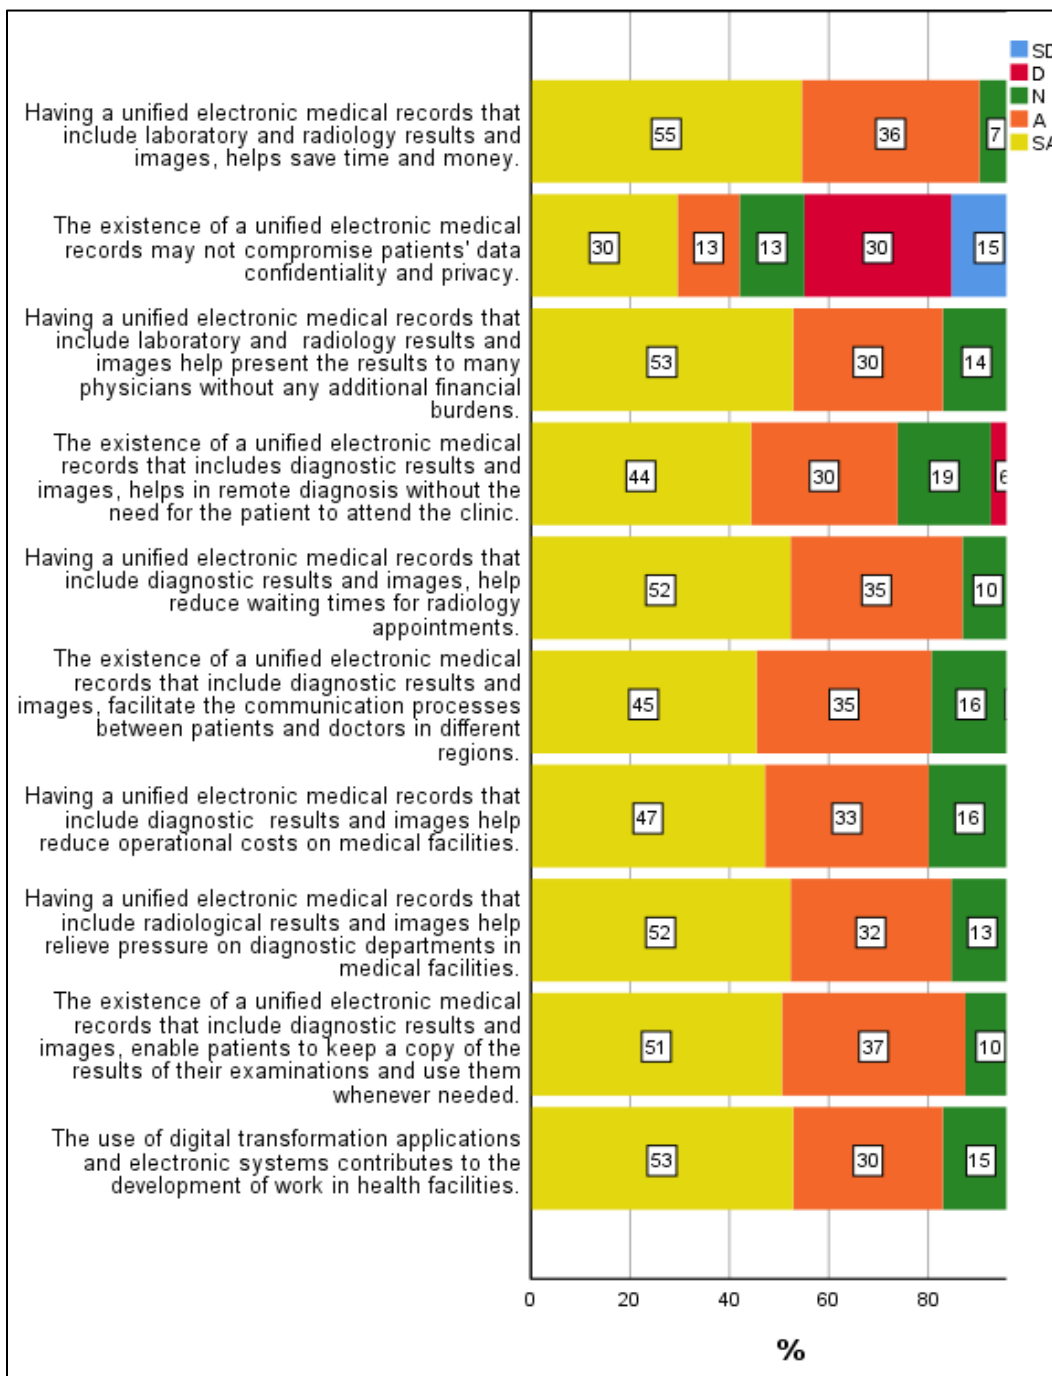 SD
D
N
A
SA
Having a unified electronic medical records that
include laboratory and radiology results and
images, helps save time and money.
55 36 7
The existence of a unified electronic medical
records may not compromise patients' data
confidentiality and privacy.
30 13 13 30 15
Having a unified electronic medical records that
include laboratory and radiology results and
images help present the results to many
physicians without any additional financial
burdens.
53 30 14
The existence of a unified electronic medical
records that includes diagnostic results and
images, helps in remote diagnosis without the
need for the patient to attend the clinic.
44 30 19 6
Having a unified electronic medical records that
include diagnostic results and images, help
reduce waiting times for radiology
appointments.
52 35 10
The existence of a unified electronic medical
records that include diagnostic results and
images, facilitate the communication processes
between patients and doctors in different
regions.
45 35 16
Having a unified electronic medical records that
include diagnostic results and images help
reduce operational costs on medical facilities.
47 33 16
Having a unified electronic medical records that
include radiological results and images help
relieve pressure on diagnostic departments in
medical facilities.
52 32 13
The existence of a unified electronic medical
records that include diagnostic results and
images, enable patients to keep a copy of the
results of their examinations and use them
whenever needed.
51 37 10
The use of digital transformation applications
and electronic systems contributes to the
development of work in health facilities.
53 30 15
0 20 40 60 80
%